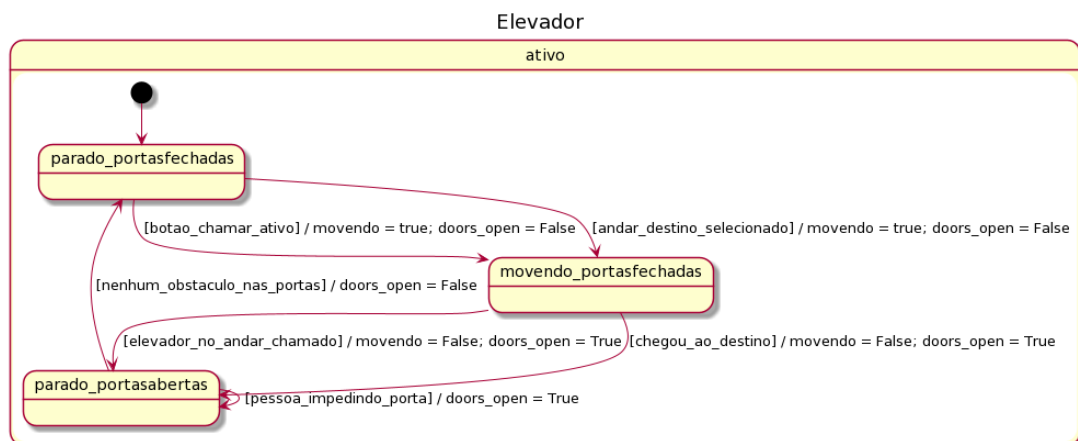 Elevador
ativo
parado_portasfechadas
[botao_chamar_ativo] / movendo = true; doors_open = False
[andar_destino_selecionado] / movendo = true; doors_open = False
movendo_portasfechadas
[nenhum_obstaculo_nas_portas] / doors_open = False
[elevador_no_andar_chamado] / movendo = False; doors_open = True
[chegou_ao_destino] / movendo = False; doors_open = True
parado_portasabertas
[pessoa_impedindo_porta] / doors_open = True